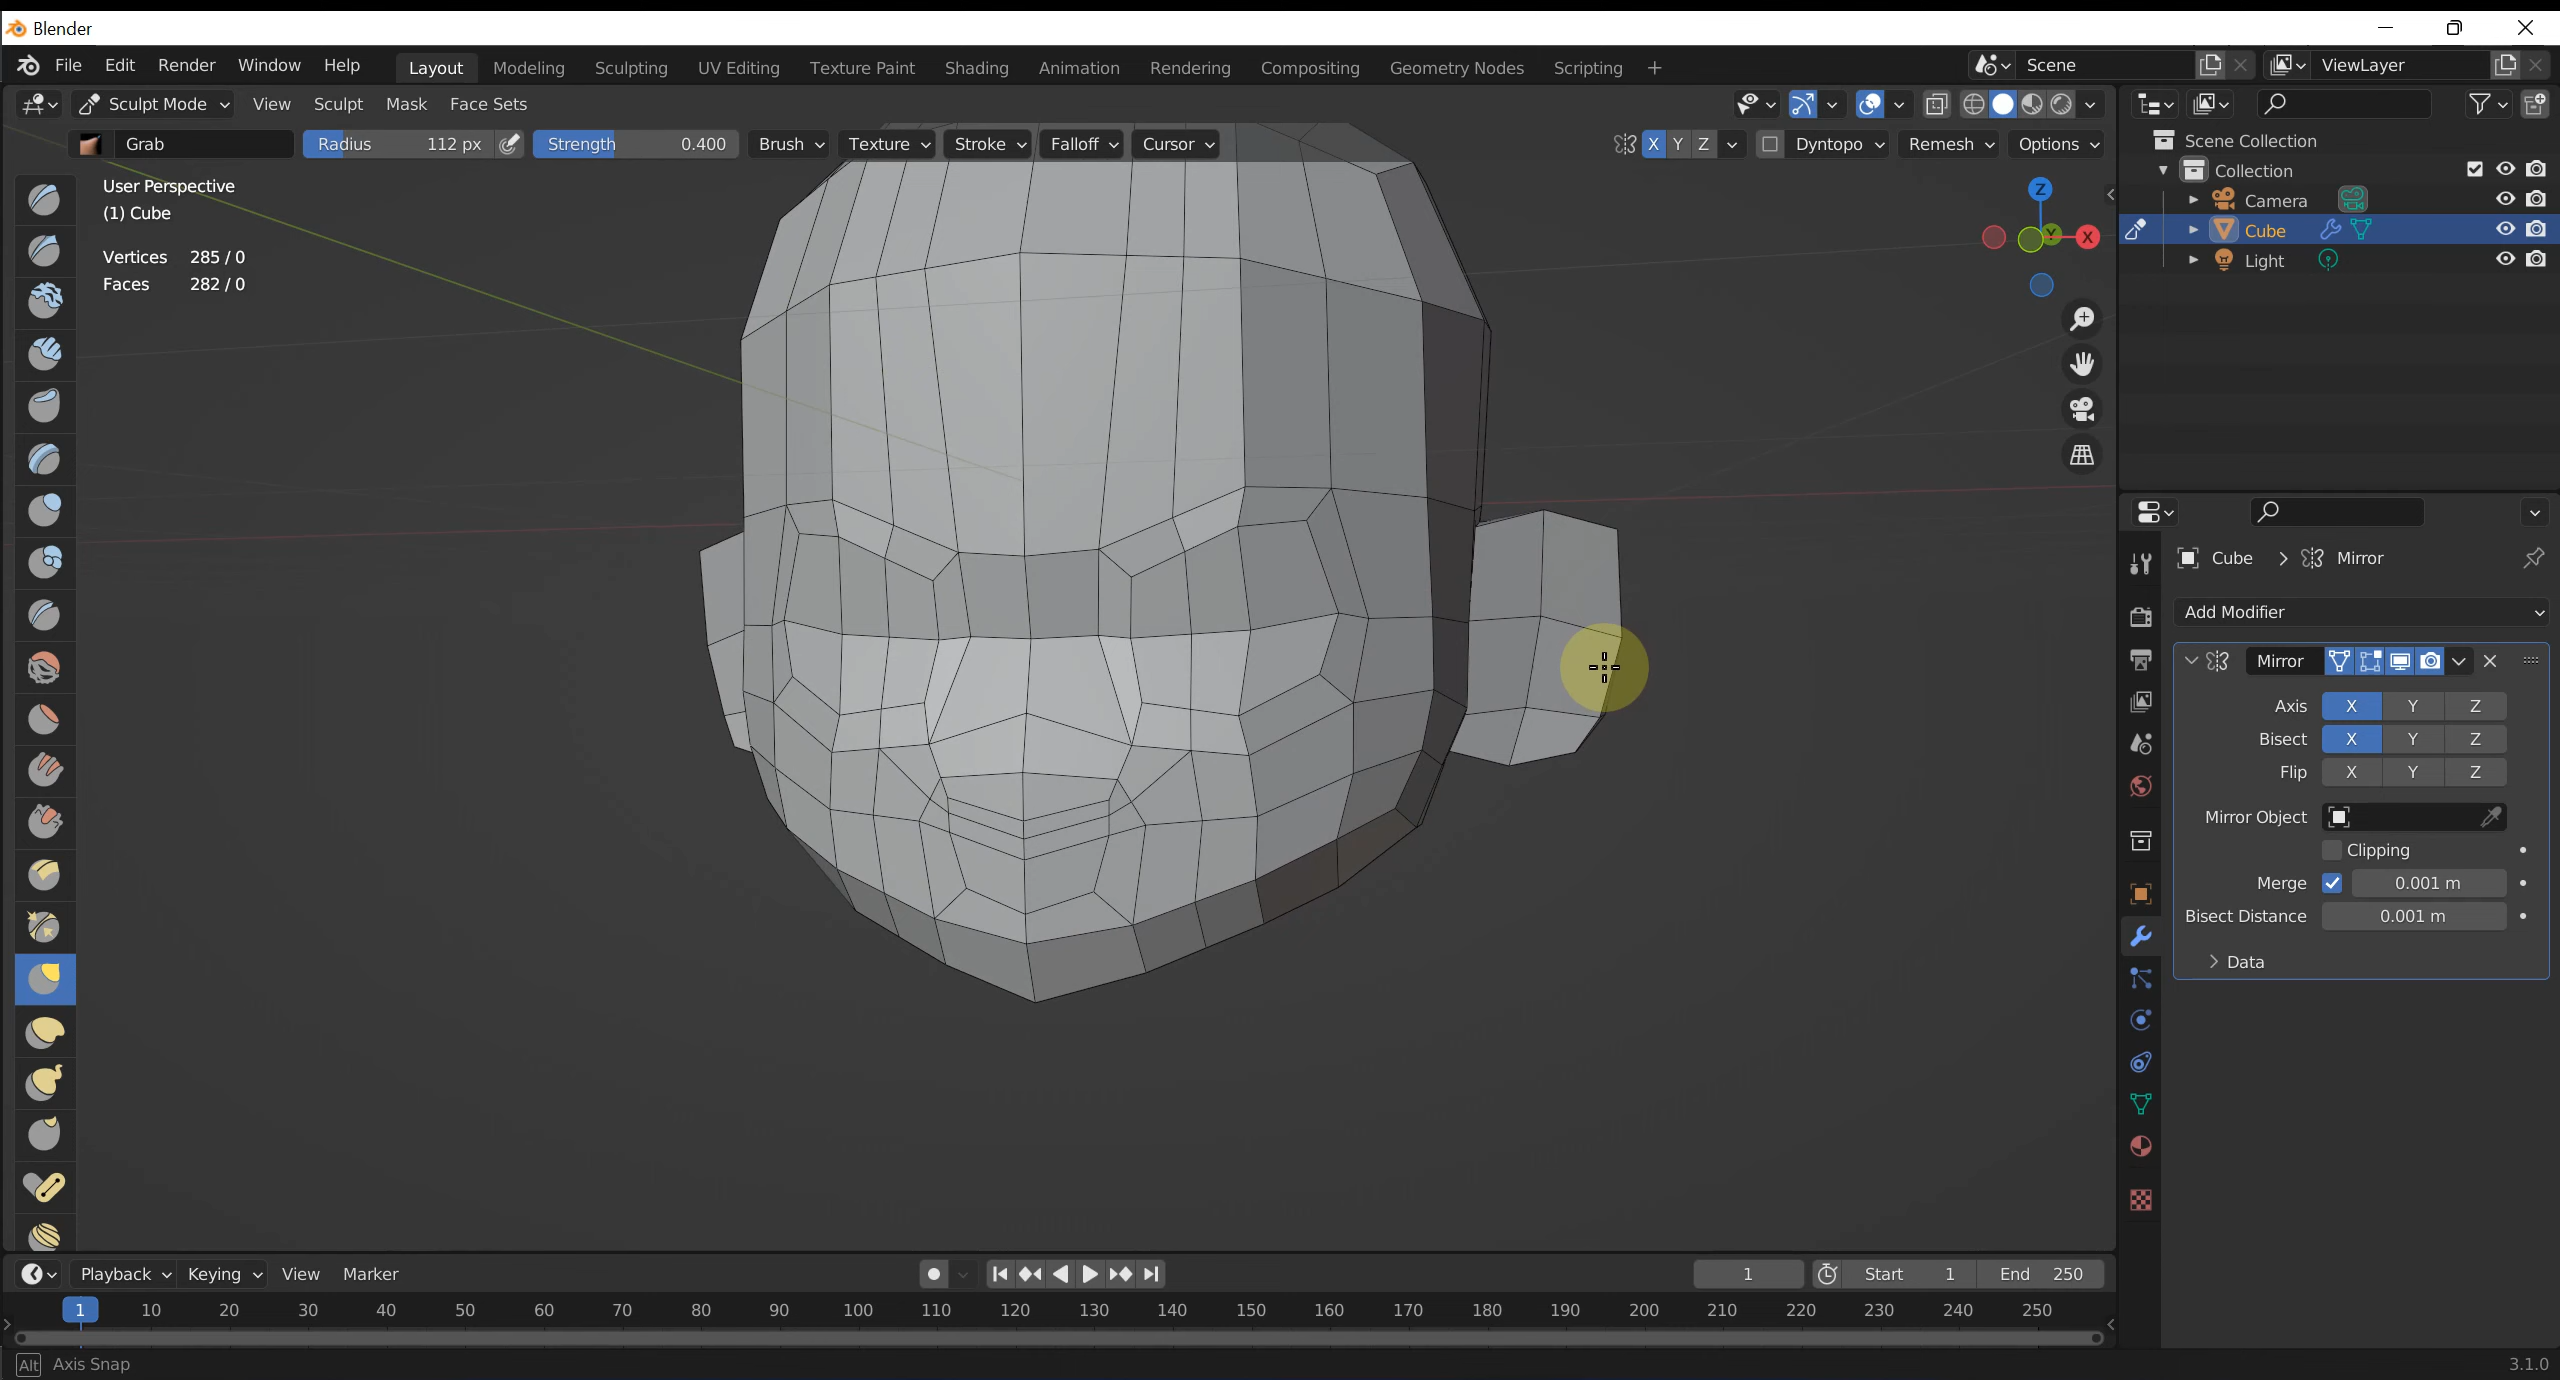 Blender
File Edit Render Window Help Layout Modeling Sculpting UV Editing Texture Paint Shading Animation Rendering Compositing Geometry Nodes Scripting + Scene ViewLayer
Sculpt Mode View Sculpt Mask Face Sets
Grab Radius 112 px Strength 0.400 Brush Texture Stroke Falloff Cursor X Y Z Dyntopo Remesh Options
User Perspective
(1) Cube
Vertices 285 / 0
Faces 282 / 0
Z
Y
X
Scene Collection
Collection
Camera
Cube
Light
Cube > Mirror
Add Modifier
Mirror
Axis X Y Z
Bisect X Y Z
Flip X Y Z
Mirror Object
Clipping
Merge 0.001 m
Bisect Distance 0.001 m
> Data
Playback Keying View Marker 1 Start 1 End 250
1 10 20 30 40 50 60 70 80 90 100 110 120 130 140 150 160 170 180 190 200 210 220 230 240 250
Alt Axis Snap 3.1.0